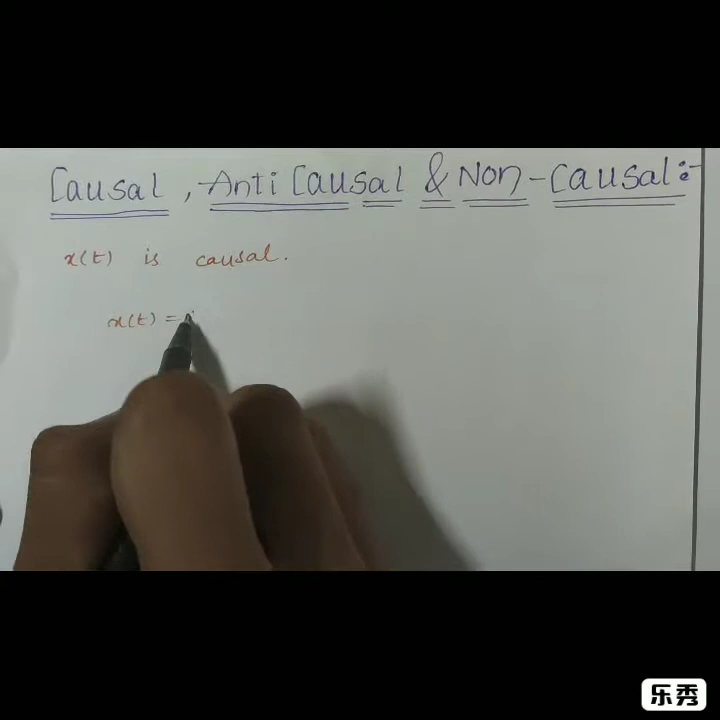 Causal, Anti Causal & Non-Causal:-
x(t) is causal.
x(t) =
乐秀